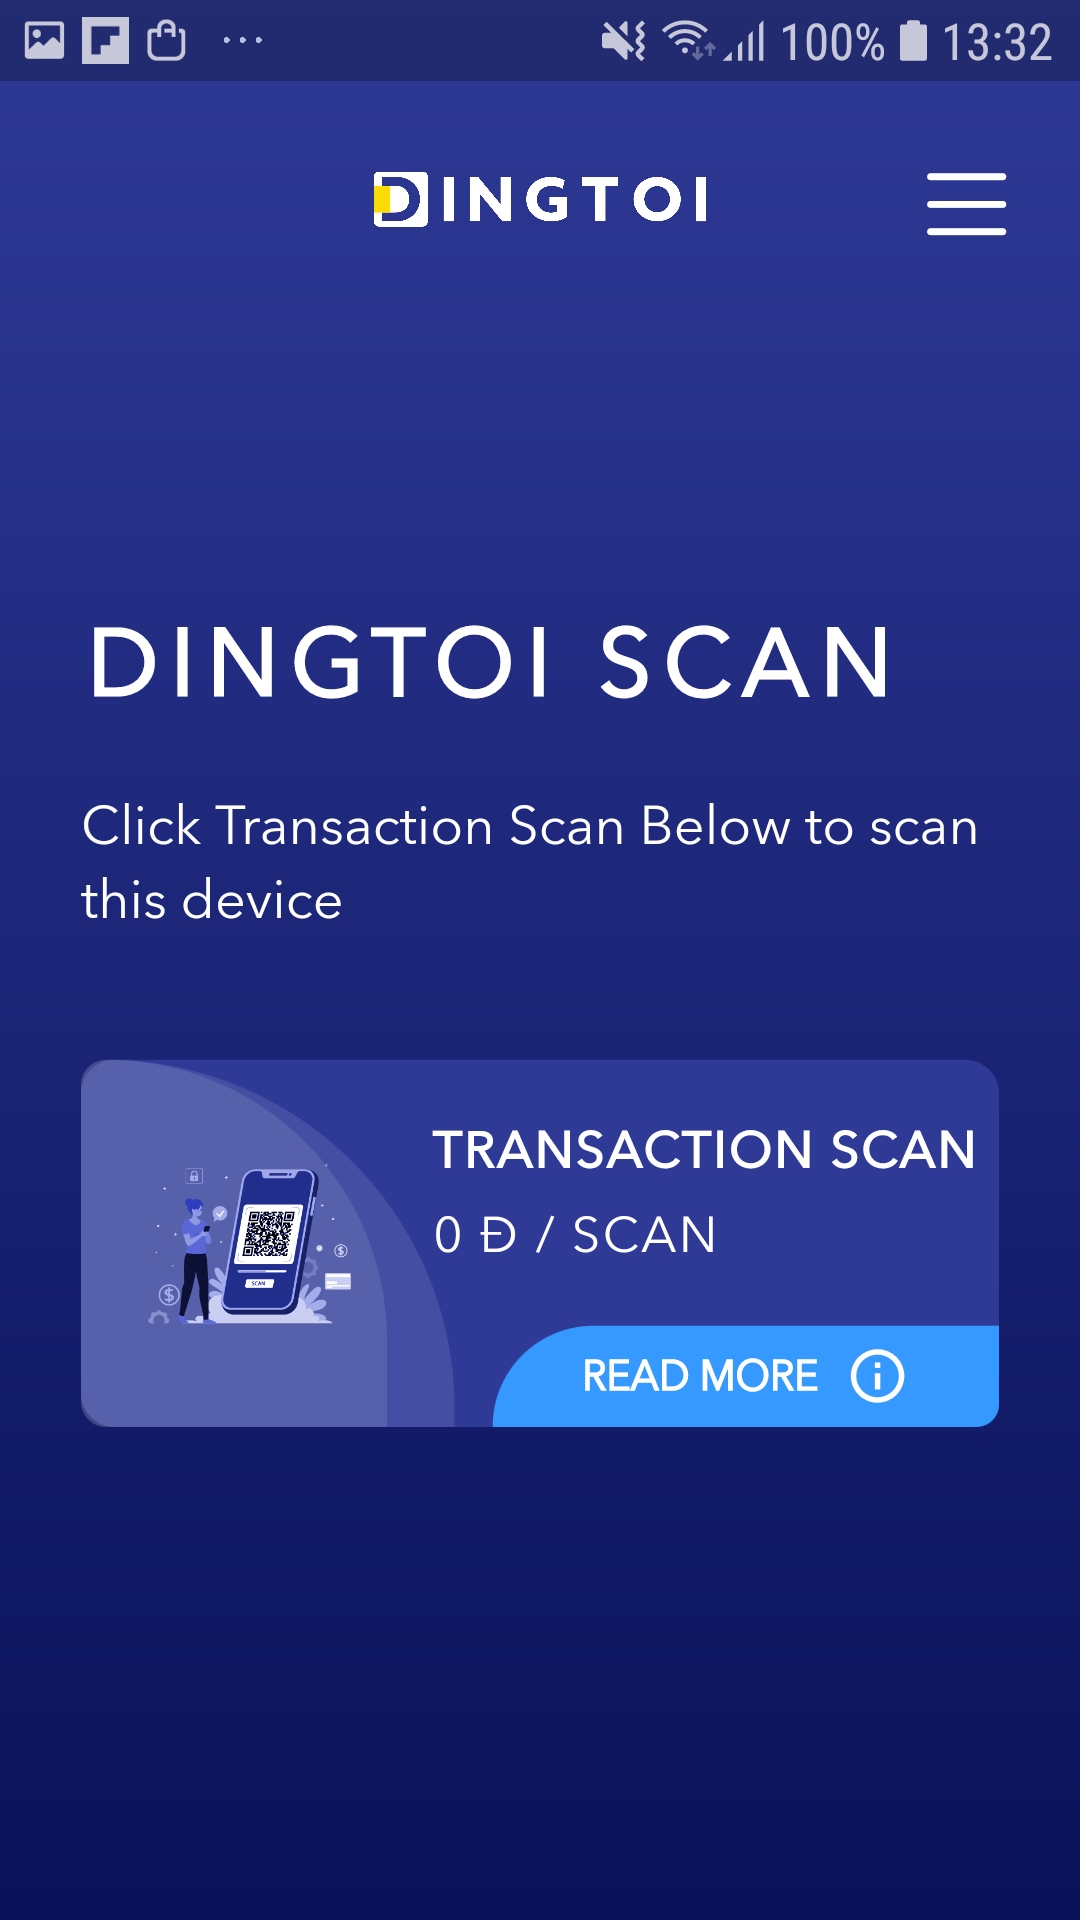 100% 13:32
DINGTOI
DINGTOI SCAN
Click Transaction Scan Below to scan
this device
TRANSACTION SCAN
0 Đ / SCAN
SCAN
READ MORE